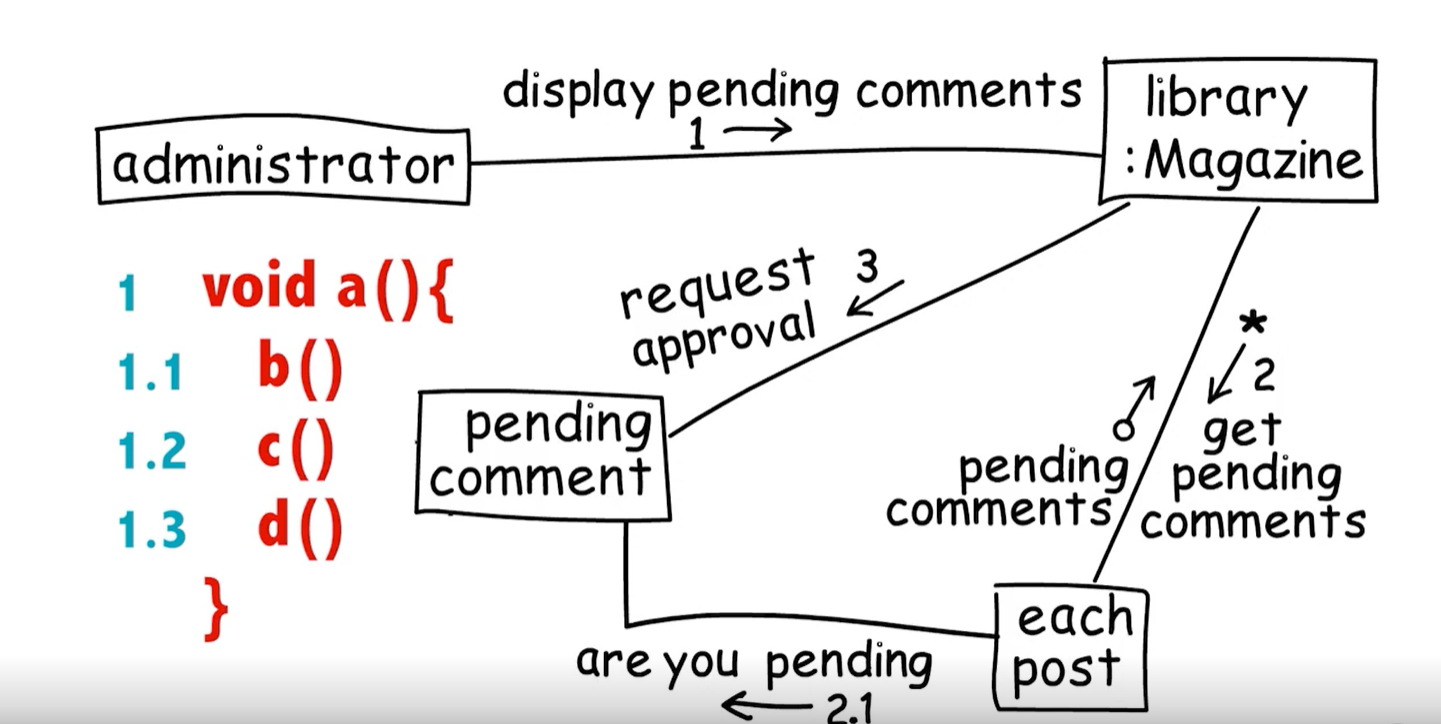 display pending comments
1
library
:Magazine
administrator
1 void a(){
1.1 b()
1.2 c()
1.3 d()
}
request 3
approval
pending
comment
*
2
get
pending
comments
pending
comments
each
post
are you pending
2.1